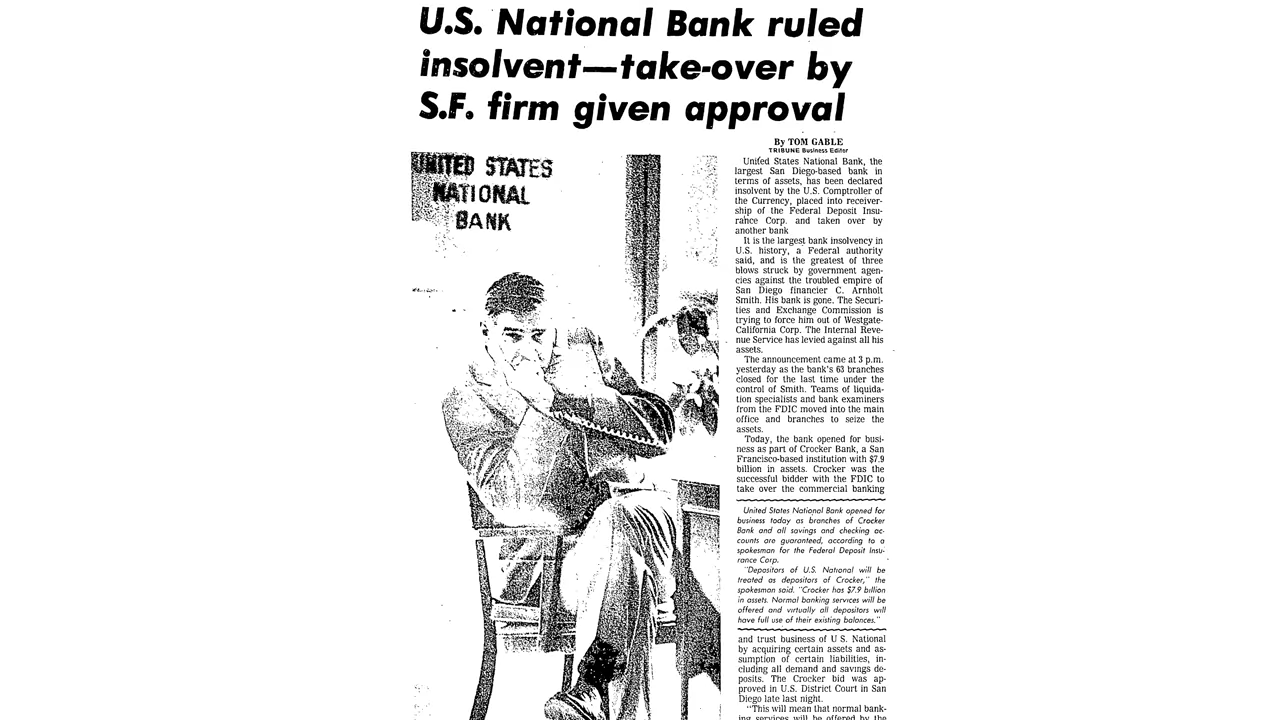 U.S. National Bank ruled
insolvent—take-over by
S.F. firm given approval
UNITED STATES
NATIONAL
BANK
By TOM GABLE
TRIBUNE Business Editor
United States National Bank, the
largest San Diego-based bank in
terms of assets, has been declared
insolvent by the U.S. Comptroller of
the Currency, placed into receiver-
ship of the Federal Deposit Insu-
rance Corp. and taken over by
another bank
It is the largest bank insolvency in
U.S. history, a Federal authority
said, and is the greatest of three
blows struck by government agen-
cies against the troubled empire of
San Diego financier C. Arnholt
Smith. His bank is gone. The Securi-
ties and Exchange Commission is
trying to force him out of Westgate-
California Corp. The Internal Reve-
nue Service has levied against all his
assets.
The announcement came at 3 p.m.
yesterday as the bank's 63 branches
closed for the last time under the
control of Smith. Teams of liquida-
tion specialists and bank examiners
from the FDIC moved into the main
office and branches to seize the
assets.
Today, the bank opened for busi-
ness as part of Crocker Bank, a San
Francisco-based institution with $7.9
billion in assets. Crocker was the
successful bidder with the FDIC to
take over the commercial banking
United States National Bank opened for
business today as branches of Crocker
Bank and all savings and checking ac-
counts are guaranteed, according to a
spokesman for the Federal Deposit Insu-
rance Corp.
"Depositors of U.S. National will be
treated as depositors of Crocker," the
spokesman said. "Crocker has $7.9 billion
in assets. Normal banking services will be
offered and virtually all depositors will
have full use of their existing balances."
and trust business of U S. National
by acquiring certain assets and as-
sumption of certain liabilities, in-
cluding all demand and savings de-
posits. The Crocker bid was ap-
proved in U.S. District Court in San
Diego late last night.
"This will mean that normal bank-
ing services will be offered by the